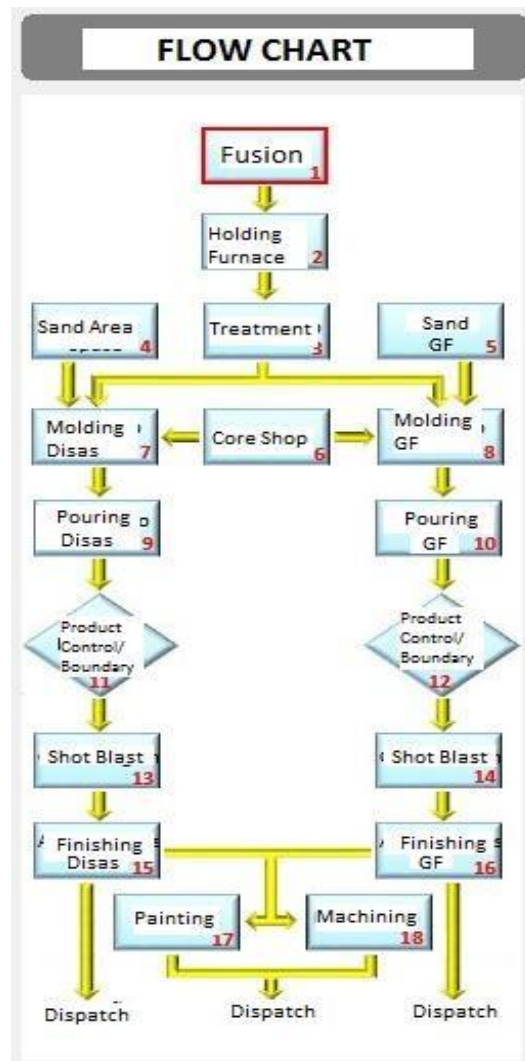 FLOW CHART
Fusion
1
Holding
Furnace
2
Sand Area
4
Treatment
3
Sand
GF
5
Molding
Disas
7
Core Shop
6
Molding
GF
8
Pouring
Disas
9
Pouring
GF
10
Product
Control/
Boundary
11
Product
Control/
Boundary
12
Shot Blast
13
Shot Blast
14
Finishing
Disas
15
Finishing
GF
16
Painting
17
Machining
18
Dispatch
Dispatch
Dispatch